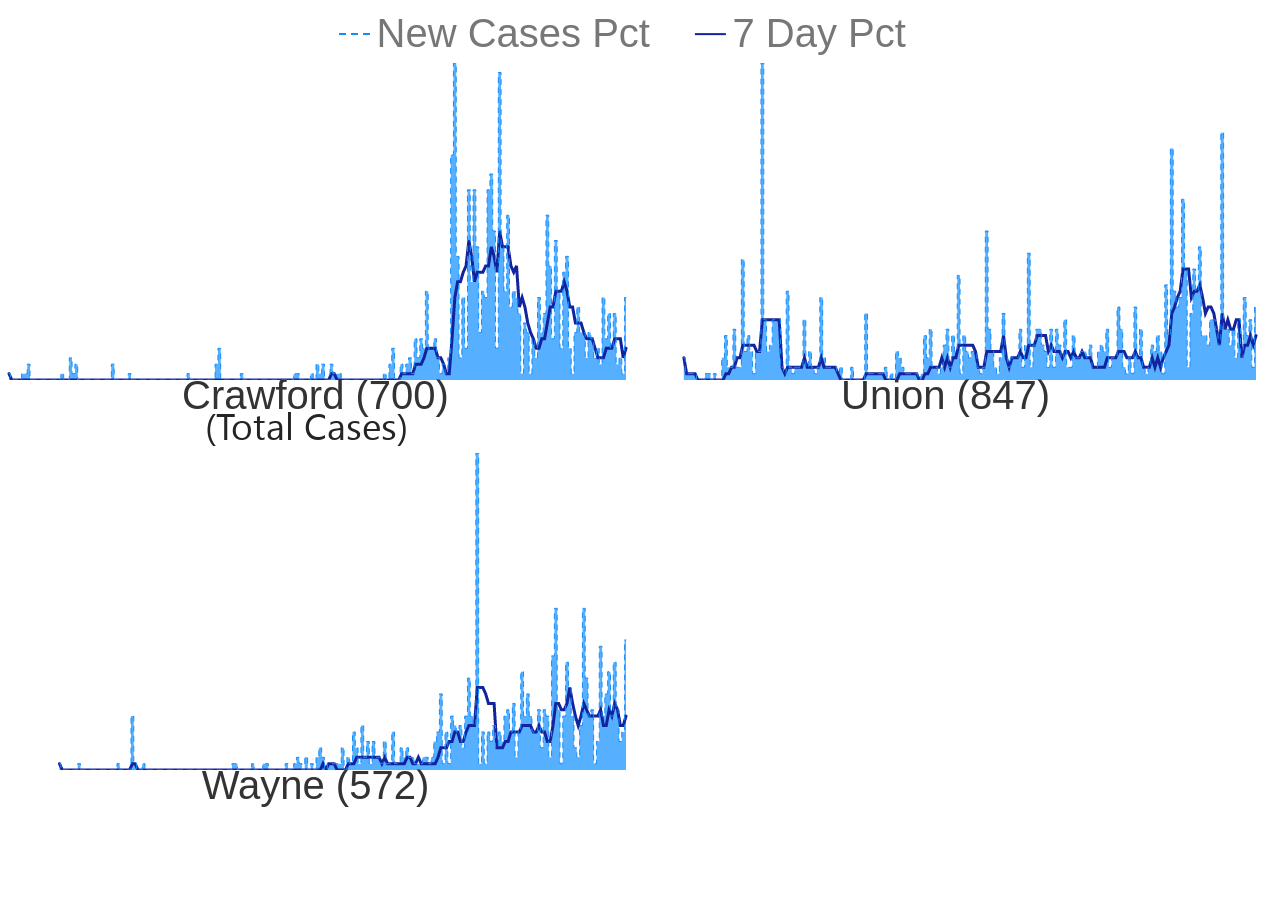 New Cases Pct 7 Day Pct
Crawford (700)
(Total Cases)
Union (847)
Wayne (572)